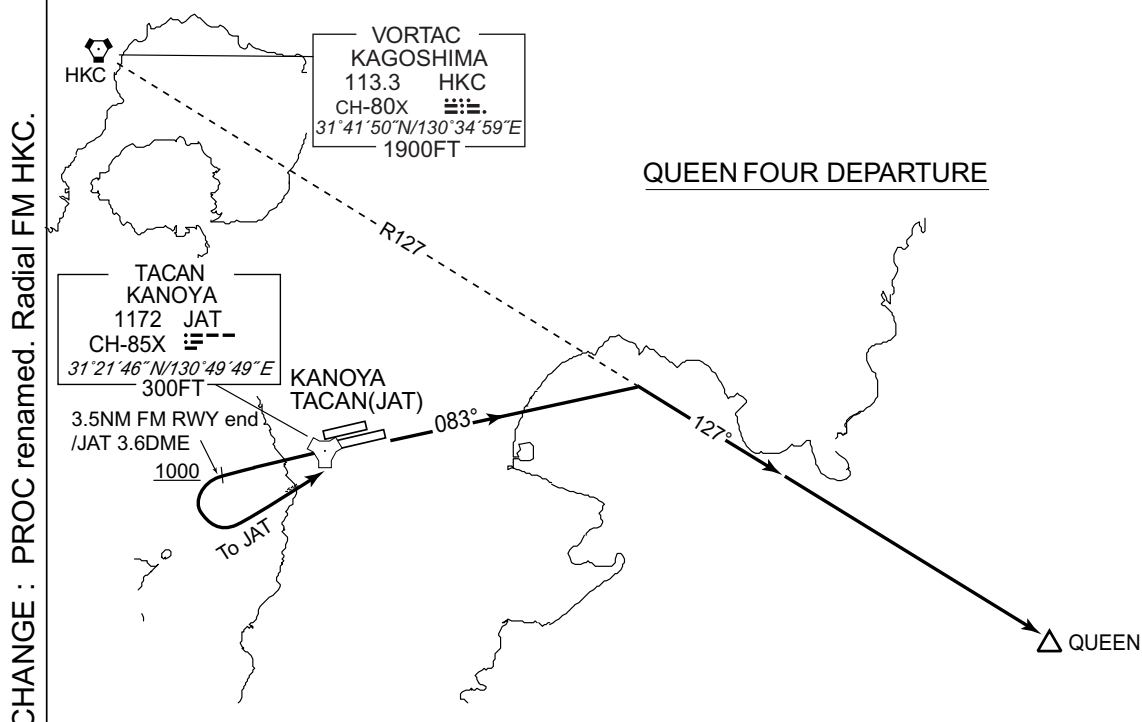 CHANGE : PROC renamed. Radial FM HKC.
HKC
VORTAC
KAGOSHIMA
113.3 HKC
CH-80X
31°41´50˝N/130°34´59˝E
1900FT
QUEEN FOUR DEPARTURE
R127
TACAN
KANOYA
1172 JAT
CH-85X
31°21´46˝N/130°49´49˝E
300FT
KANOYA
TACAN(JAT)
3.5NM FM RWY end
/JAT 3.6DME
1000
083°
127°
To JAT
QUEEN